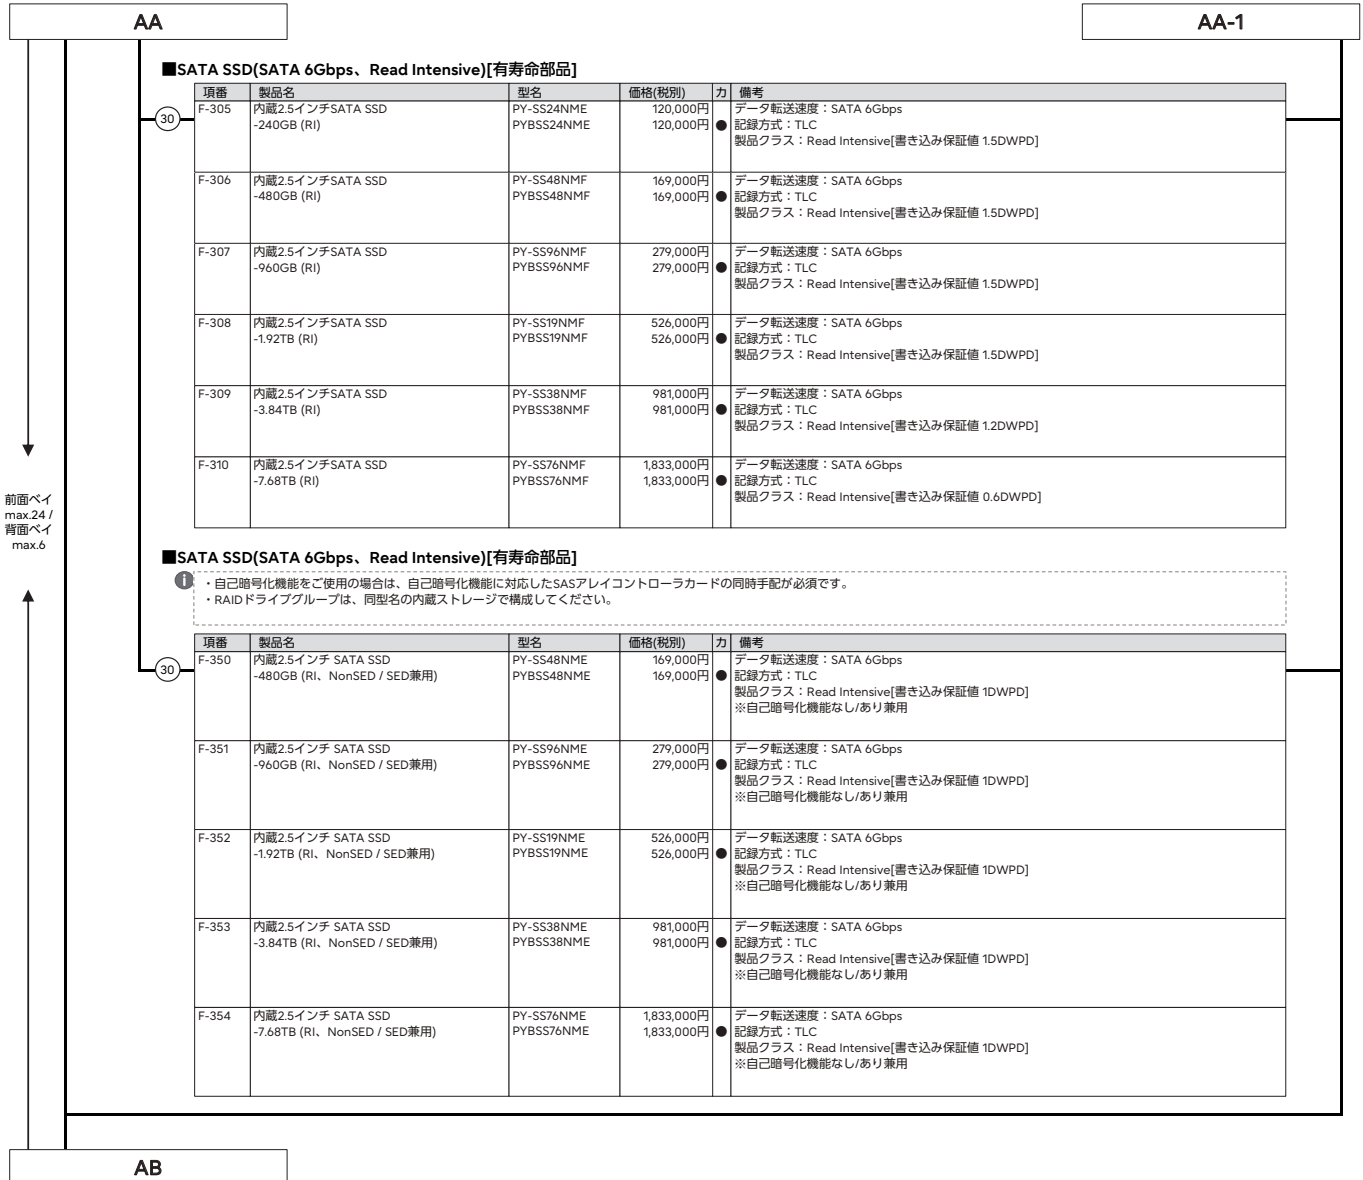 AA
AA-1
■SATA SSD(SATA 6Gbps、Read Intensive)[有寿命部品]
項番 製品名 型名 価格(税別) カ 備考
30
F-305 内蔵2.5インチSATA SSD PY-SS24NME 120,000円 データ転送速度：SATA 6Gbps
-240GB (RI) PYBSS24NME 120,000円 ● 記録方式：TLC
製品クラス：Read Intensive[書き込み保証値 1.5DWPD]
F-306 内蔵2.5インチSATA SSD PY-SS48NMF 169,000円 データ転送速度：SATA 6Gbps
-480GB (RI) PYBSS48NMF 169,000円 ● 記録方式：TLC
製品クラス：Read Intensive[書き込み保証値 1.5DWPD]
F-307 内蔵2.5インチSATA SSD PY-SS96NMF 279,000円 データ転送速度：SATA 6Gbps
-960GB (RI) PYBSS96NMF 279,000円 ● 記録方式：TLC
製品クラス：Read Intensive[書き込み保証値 1.5DWPD]
F-308 内蔵2.5インチSATA SSD PY-SS19NMF 526,000円 データ転送速度：SATA 6Gbps
-1.92TB (RI) PYBSS19NMF 526,000円 ● 記録方式：TLC
製品クラス：Read Intensive[書き込み保証値 1.5DWPD]
F-309 内蔵2.5インチSATA SSD PY-SS38NMF 981,000円 データ転送速度：SATA 6Gbps
-3.84TB (RI) PYBSS38NMF 981,000円 ● 記録方式：TLC
製品クラス：Read Intensive[書き込み保証値 1.2DWPD]
F-310 内蔵2.5インチSATA SSD PY-SS76NMF 1,833,000円 データ転送速度：SATA 6Gbps
-7.68TB (RI) PYBSS76NMF 1,833,000円 ● 記録方式：TLC
製品クラス：Read Intensive[書き込み保証値 0.6DWPD]
前面ベイ
max.24 /
背面ベイ
max.6
■SATA SSD(SATA 6Gbps、Read Intensive)[有寿命部品]
・自己暗号化機能をご使用の場合は、自己暗号化機能に対応したSASアレイコントローラカードの同時手配が必須です。
・RAIDドライブグループは、同型名の内蔵ストレージで構成してください。
項番 製品名 型名 価格(税別) カ 備考
30
F-350 内蔵2.5インチ SATA SSD PY-SS48NME 169,000円 データ転送速度：SATA 6Gbps
-480GB (RI、NonSED / SED兼用) PYBSS48NME 169,000円 ● 記録方式：TLC
製品クラス：Read Intensive[書き込み保証値 1DWPD]
※自己暗号化機能なし/あり兼用
F-351 内蔵2.5インチ SATA SSD PY-SS96NME 279,000円 データ転送速度：SATA 6Gbps
-960GB (RI、NonSED / SED兼用) PYBSS96NME 279,000円 ● 記録方式：TLC
製品クラス：Read Intensive[書き込み保証値 1DWPD]
※自己暗号化機能なし/あり兼用
F-352 内蔵2.5インチ SATA SSD PY-SS19NME 526,000円 データ転送速度：SATA 6Gbps
-1.92TB (RI、NonSED / SED兼用) PYBSS19NME 526,000円 ● 記録方式：TLC
製品クラス：Read Intensive[書き込み保証値 1DWPD]
※自己暗号化機能なし/あり兼用
F-353 内蔵2.5インチ SATA SSD PY-SS38NME 981,000円 データ転送速度：SATA 6Gbps
-3.84TB (RI、NonSED / SED兼用) PYBSS38NME 981,000円 ● 記録方式：TLC
製品クラス：Read Intensive[書き込み保証値 1DWPD]
※自己暗号化機能なし/あり兼用
F-354 内蔵2.5インチ SATA SSD PY-SS76NME 1,833,000円 データ転送速度：SATA 6Gbps
-7.68TB (RI、NonSED / SED兼用) PYBSS76NME 1,833,000円 ● 記録方式：TLC
製品クラス：Read Intensive[書き込み保証値 1DWPD]
※自己暗号化機能なし/あり兼用
AB